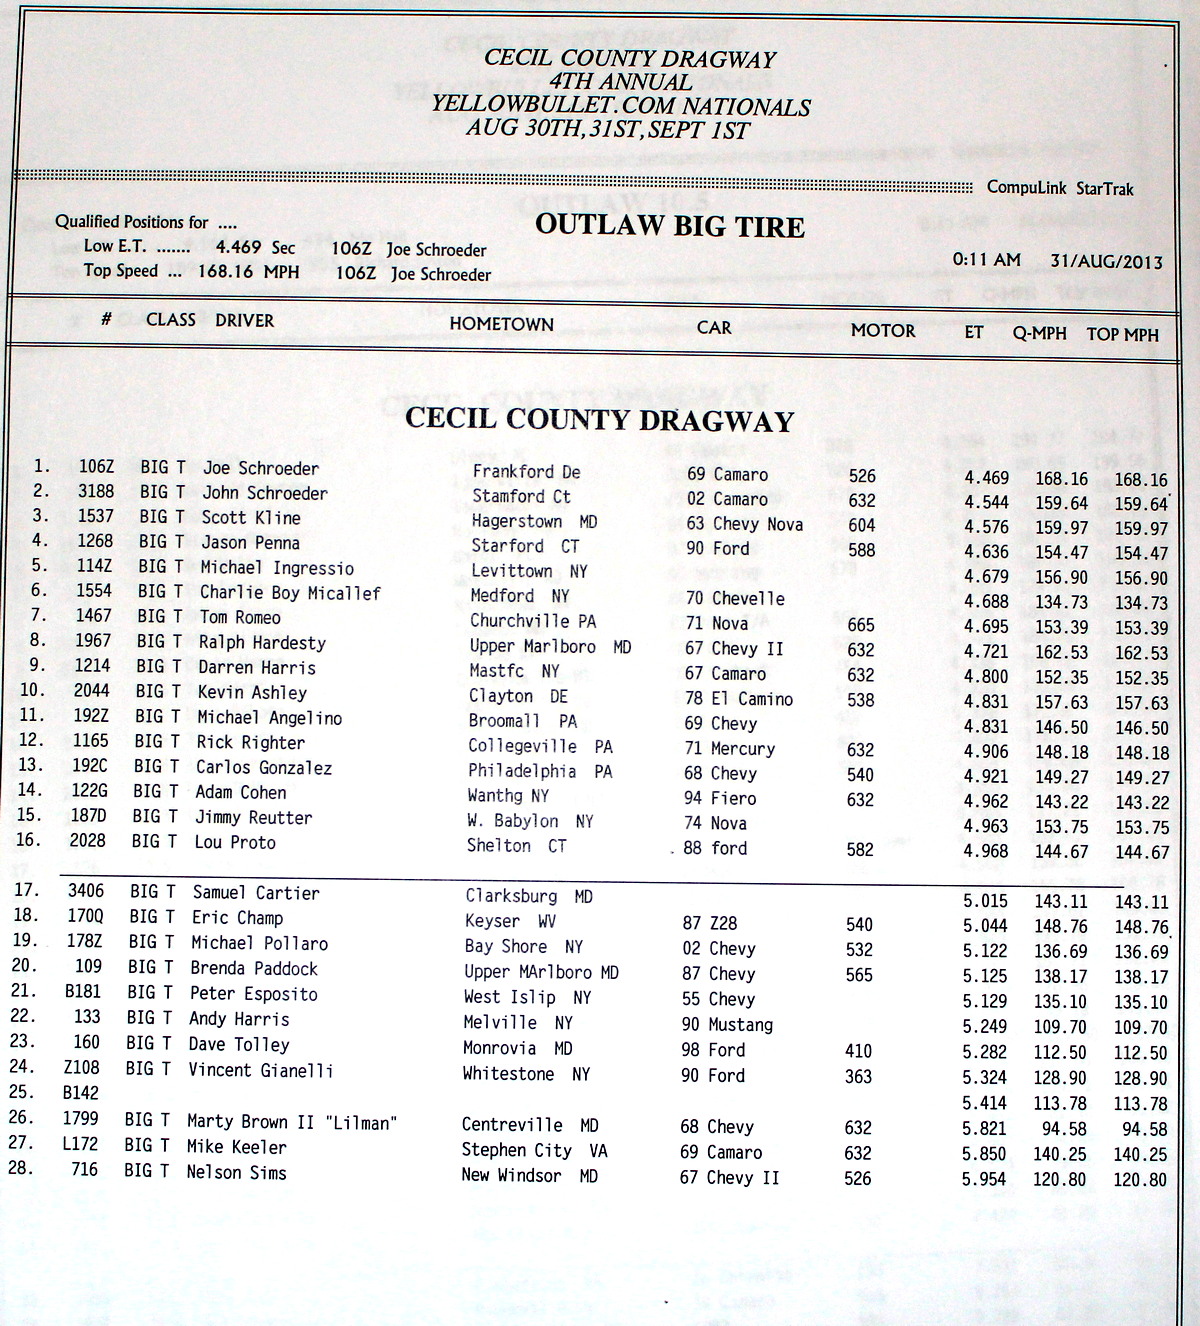 CECIL COUNTY DRAGWAY
4TH ANNUAL
YELLOWBULLET.COM NATIONALS
AUG 30TH,31ST,SEPT 1ST
CompuLink StarTrak
Qualified Positions for .... OUTLAW BIG TIRE
Low E.T. ....... 4.469 Sec 106Z Joe Schroeder
Top Speed ... 168.16 MPH 106Z Joe Schroeder 0:11 AM 31/AUG/2013
# CLASS DRIVER HOMETOWN CAR MOTOR ET Q-MPH TOP MPH
CECIL COUNTY DRAGWAY
1. 106Z BIG T Joe Schroeder Frankford De 69 Camaro 526 4.469 168.16 168.16
2. 3188 BIG T John Schroeder Stamford Ct 02 Camaro 632 4.544 159.64 159.64
3. 1537 BIG T Scott Kline Hagerstown MD 63 Chevy Nova 604 4.576 159.97 159.97
4. 1268 BIG T Jason Penna Starford CT 90 Ford 588 4.636 154.47 154.47
5. 114Z BIG T Michael Ingressio Levittown NY 4.679 156.90 156.90
6. 1554 BIG T Charlie Boy Micallef Medford NY 70 Chevelle 4.688 134.73 134.73
7. 1467 BIG T Tom Romeo Churchville PA 71 Nova 665 4.695 153.39 153.39
8. 1967 BIG T Ralph Hardesty Upper Marlboro MD 67 Chevy II 632 4.721 162.53 162.53
9. 1214 BIG T Darren Harris Mastfc NY 67 Camaro 632 4.800 152.35 152.35
10. 2044 BIG T Kevin Ashley Clayton DE 78 El Camino 538 4.831 157.63 157.63
11. 192Z BIG T Michael Angelino Broomall PA 69 Chevy 4.831 146.50 146.50
12. 1165 BIG T Rick Righter Collegeville PA 71 Mercury 632 4.906 148.18 148.18
13. 192C BIG T Carlos Gonzalez Philadelphia PA 68 Chevy 540 4.921 149.27 149.27
14. 122G BIG T Adam Cohen Wanthg NY 94 Fiero 632 4.962 143.22 143.22
15. 187D BIG T Jimmy Reutter W. Babylon NY 74 Nova 4.963 153.75 153.75
16. 2028 BIG T Lou Proto Shelton CT 88 ford 582 4.968 144.67 144.67
17. 3406 BIG T Samuel Cartier Clarksburg MD 5.015 143.11 143.11
18. 170Q BIG T Eric Champ Keyser WV 87 Z28 540 5.044 148.76 148.76
19. 178Z BIG T Michael Pollaro Bay Shore NY 02 Chevy 532 5.122 136.69 136.69
20. 109 BIG T Brenda Paddock Upper MArlboro MD 87 Chevy 565 5.125 138.17 138.17
21. B181 BIG T Peter Esposito West Islip NY 55 Chevy 5.129 135.10 135.10
22. 133 BIG T Andy Harris Melville NY 90 Mustang 5.249 109.70 109.70
23. 160 BIG T Dave Tolley Monrovia MD 98 Ford 410 5.282 112.50 112.50
24. Z108 BIG T Vincent Gianelli Whitestone NY 90 Ford 363 5.324 128.90 128.90
25. B142 5.414 113.78 113.78
26. 1799 BIG T Marty Brown II "Lilman" Centreville MD 68 Chevy 632 5.821 94.58 94.58
27. L172 BIG T Mike Keeler Stephen City VA 69 Camaro 632 5.850 140.25 140.25
28. 716 BIG T Nelson Sims New Windsor MD 67 Chevy II 526 5.954 120.80 120.80